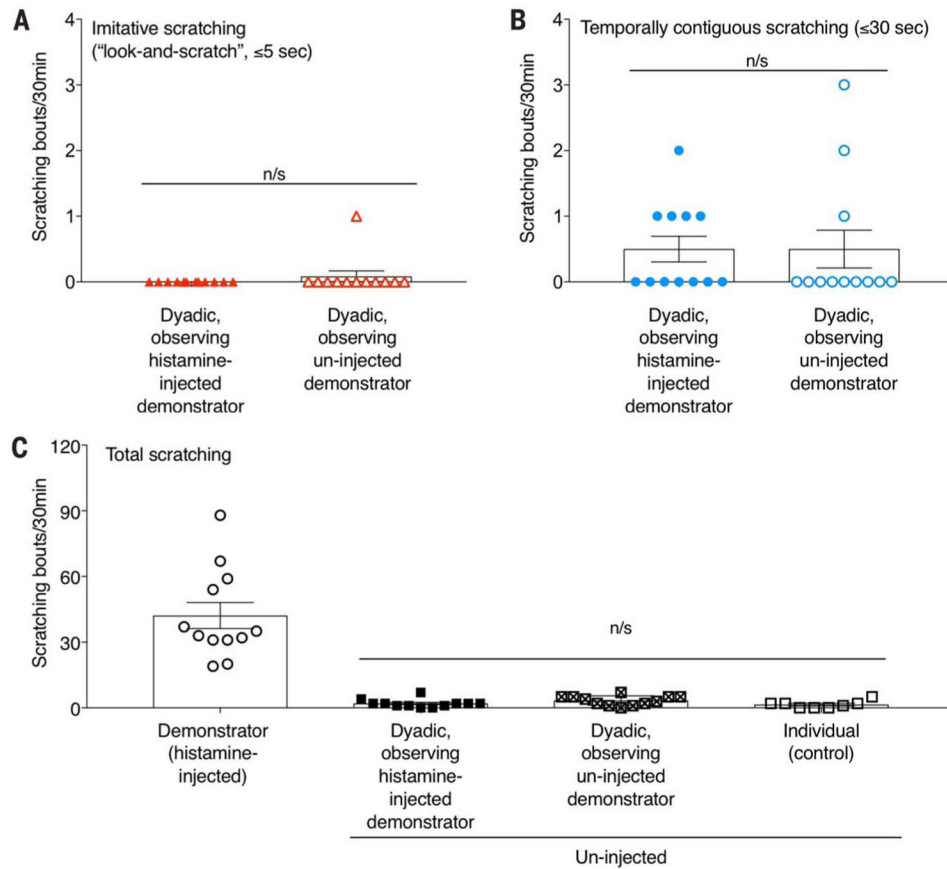 A
Imitative scratching
(“look-and-scratch”, ≤5 sec)
Scratching bouts/30min
4
3
2
1
0
n/s
Dyadic,
observing
histamine-
injected
demonstrator
Dyadic,
observing
un-injected
demonstrator
B
Temporally contiguous scratching (≤30 sec)
Scratching bouts/30min
4
3
2
1
0
n/s
Dyadic,
observing
histamine-
injected
demonstrator
Dyadic,
observing
un-injected
demonstrator
C
Total scratching
Scratching bouts/30min
120
90
60
30
0
n/s
Demonstrator
(histamine-
injected)
Dyadic,
observing
histamine-
injected
demonstrator
Dyadic,
observing
un-injected
demonstrator
Individual
(control)
Un-injected